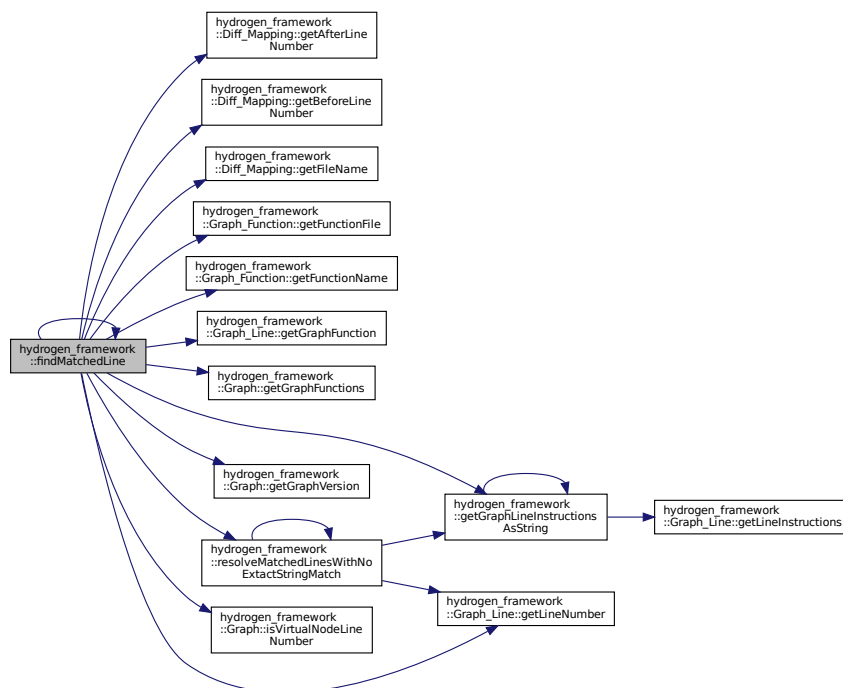 hydrogen_framework
::Diff_Mapping::getAfterLine
Number
hydrogen_framework
::Diff_Mapping::getBeforeLine
Number
hydrogen_framework
::Diff_Mapping::getFileName
hydrogen_framework
::Graph_Function::getFunctionFile
hydrogen_framework
::Graph_Function::getFunctionName
hydrogen_framework
::Graph_Line::getGraphFunction
hydrogen_framework
::findMatchedLine
hydrogen_framework
::Graph::getGraphFunctions
hydrogen_framework
::Graph::getGraphVersion
hydrogen_framework
::getGraphLineInstructions
AsString
hydrogen_framework
::Graph_Line::getLineInstructions
hydrogen_framework
::resolveMatchedLinesWithNo
ExtactStringMatch
hydrogen_framework
::Graph_Line::getLineNumber
hydrogen_framework
::Graph::isVirtualNodeLine
Number